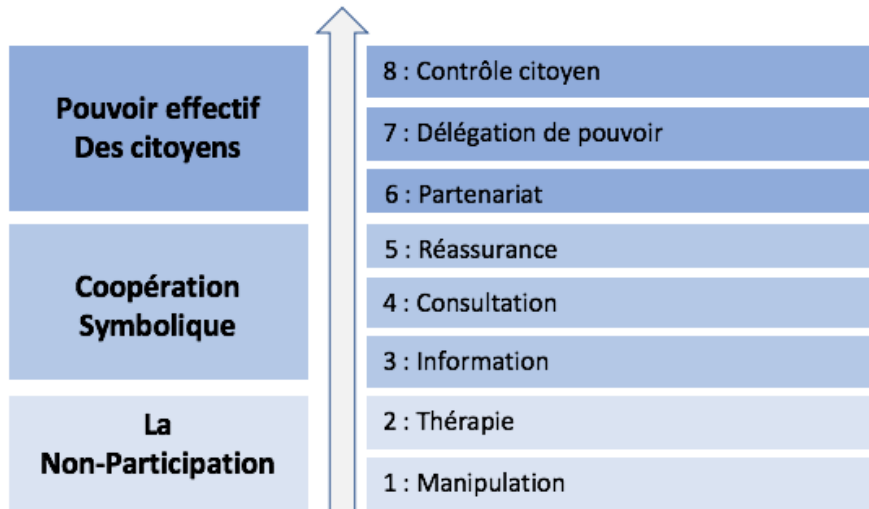 Pouvoir effectif
Des citoyens
8 : Contrôle citoyen
7 : Délégation de pouvoir
6 : Partenariat
Coopération
Symbolique
5 : Réassurance
4 : Consultation
3 : Information
La
Non-Participation
2 : Thérapie
1 : Manipulation